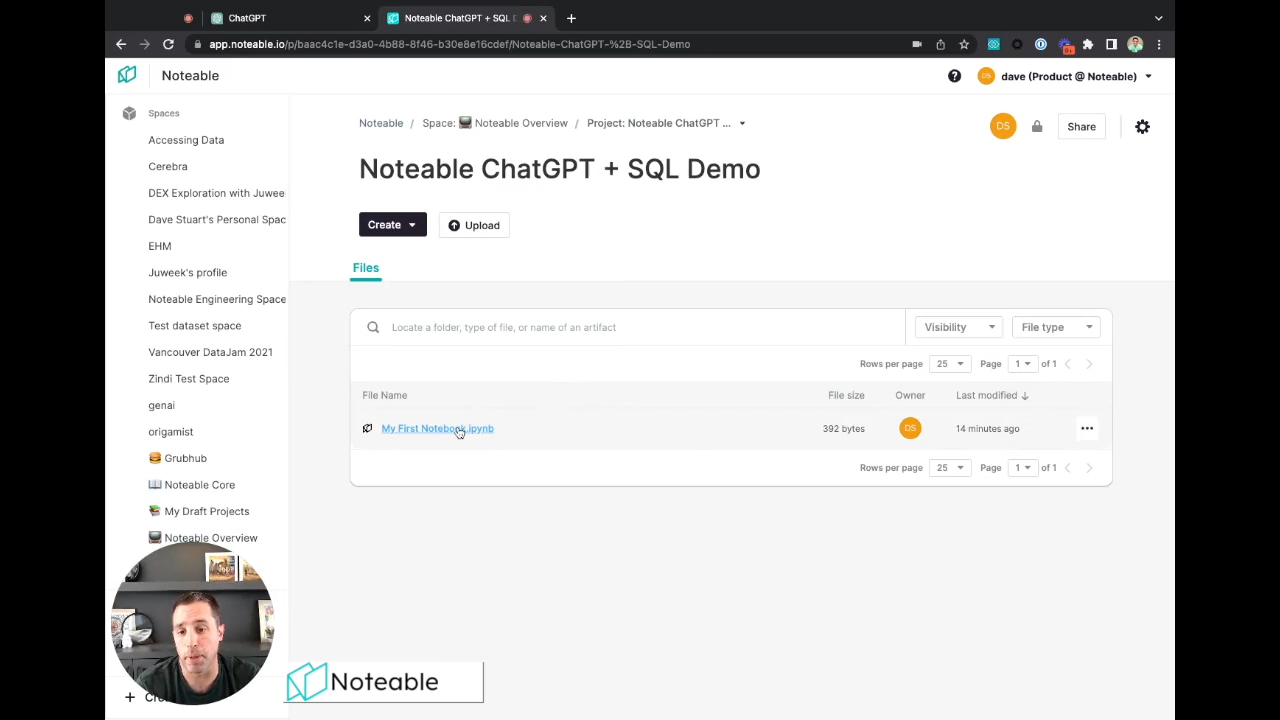 ChatGPT
Noteable ChatGPT + SQL D
app.noteable.io/p/baac4c1e-d3a0-4b88-8f46-b30e8e16cdef/Noteable-ChatGPT-%2B-SQL-Demo
Noteable
DS dave (Product @ Noteable)
Spaces
Accessing Data
Cerebra
DEX Exploration with Juwee
Dave Stuart's Personal Spac
EHM
Juweek's profile
Noteable Engineering Space
Test dataset space
Vancouver DataJam 2021
Zindi Test Space
genai
origamist
Grubhub
Noteable Core
My Draft Projects
Noteable Overview
+ Cr
Noteable / Space: Noteable Overview / Project: Noteable ChatGPT ...
DS
Share
Noteable ChatGPT + SQL Demo
Create
Upload
Files
Locate a folder, type of file, or name of an artifact
Visibility
File type
Rows per page 25 Page 1 of 1
File Name File size Owner Last modified
My First Notebook.ipynb 392 bytes DS 14 minutes ago
Rows per page 25 Page 1 of 1
Noteable